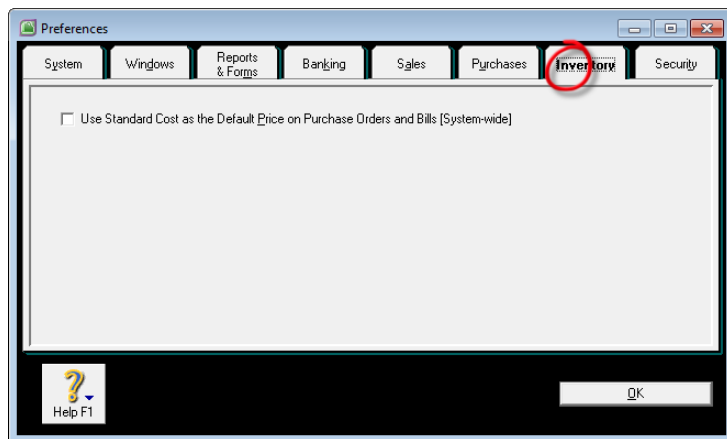 Preferences
System
Windows
Reports
& Forms
Banking
Sales
Purchases
Inventory
Security
Use Standard Cost as the Default Price on Purchase Orders and Bills [System-wide]
Help F1
OK